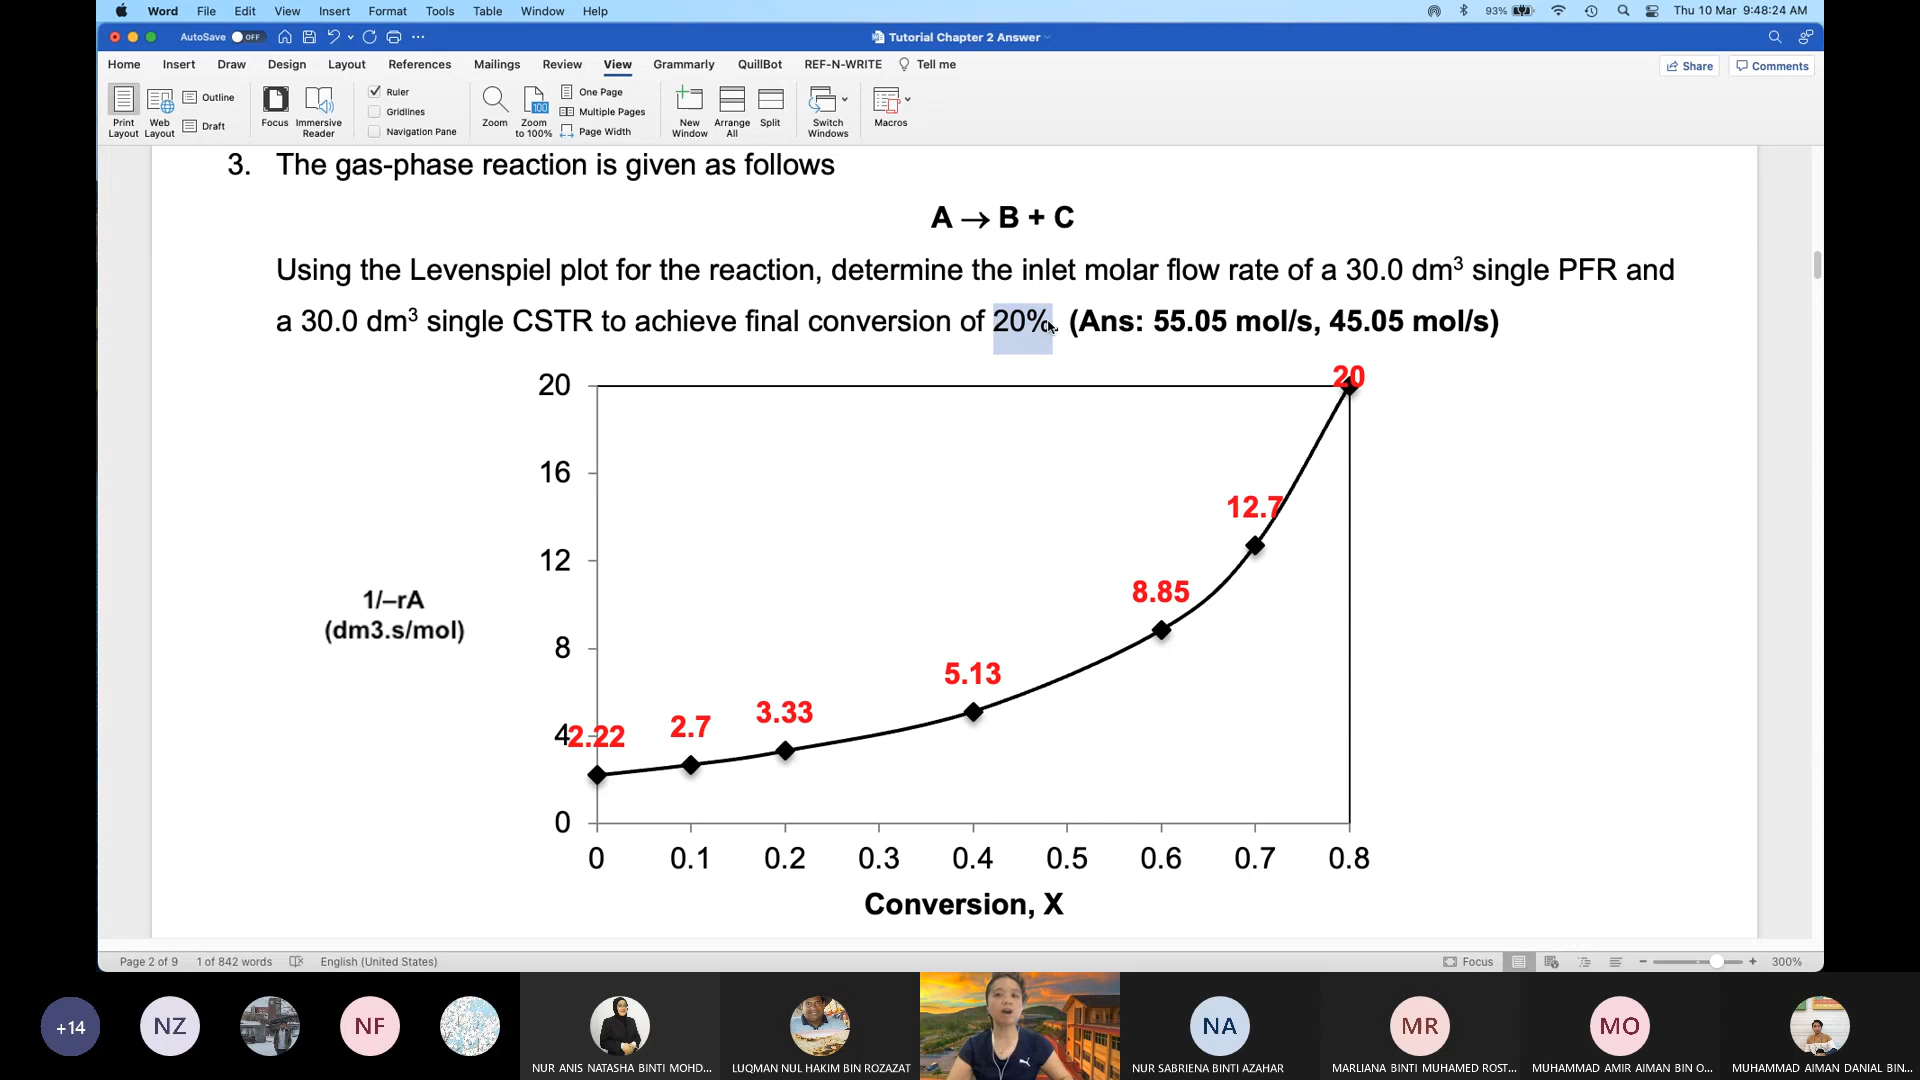 Word File Edit View Insert Format Tools Table Window Help 93% Thu 10 Mar 9:48:24 AM
AutoSave OFF Tutorial Chapter 2 Answer
Home Insert Draw Design Layout References Mailings Review View Grammarly QuillBot REF-N-WRITE Tell me Share Comments
Print Layout
Web Layout
Outline
Draft
Focus
Immersive Reader
Ruler
Gridlines
Navigation Pane
Zoom
100
Zoom to 100%
One Page
Multiple Pages
Page Width
New Window
Arrange All
Split
Switch Windows
Macros
3. The gas-phase reaction is given as follows
A → B + C
Using the Levenspiel plot for the reaction, determine the inlet molar flow rate of a 30.0 dm³ single PFR and
a 30.0 dm³ single CSTR to achieve final conversion of 20%. (Ans: 55.05 mol/s, 45.05 mol/s)
20
16
12
8
4
0
1/–rA
(dm3.s/mol)
2.22
2.7
3.33
5.13
8.85
12.7
20
0 0.1 0.2 0.3 0.4 0.5 0.6 0.7 0.8
Conversion, X
Page 2 of 9 1 of 842 words English (United States) Focus 300%
+14 NZ NF NA MR MO
NUR ANIS NATASHA BINTI MOHD... LUQMAN NUL HAKIM BIN ROZAZAT NUR SABRIENA BINTI AZAHAR MARLIANA BINTI MUHAMED ROST... MUHAMMAD AMIR AIMAN BIN O... MUHAMMAD AIMAN DANIAL BIN...